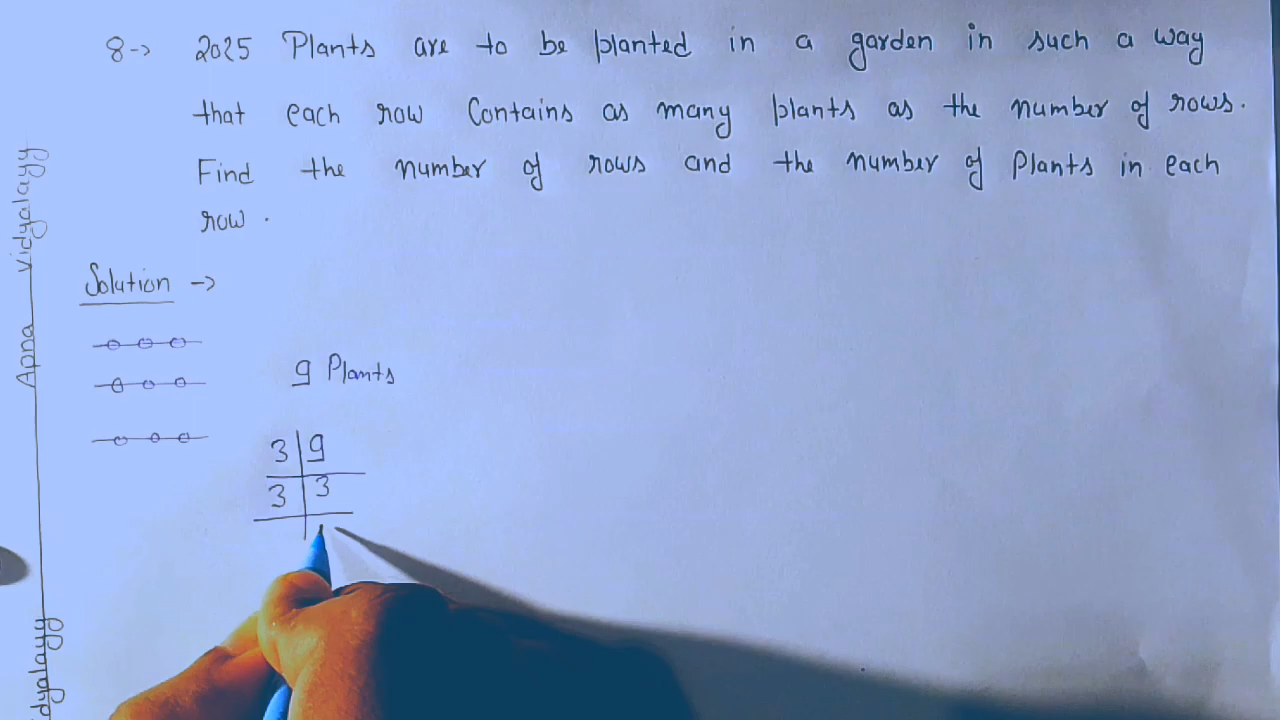 8-> 2025 Plants are to be planted in a garden in such a way
that each row Contains as many plants as the number of rows.
Find the number of rows and the number of Plants in each
row.
Solution ->
9 Plants
3 | 9
3 | 3
Apna vidyalayy
idyalayy